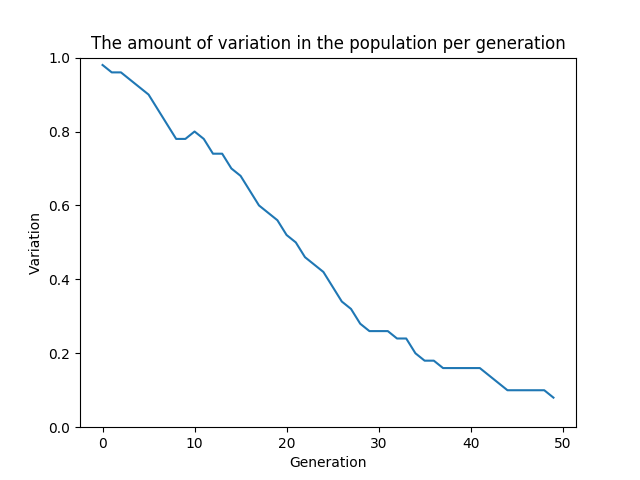 The amount of variation in the population per generation
1.0
0.8
0.6
0.4
0.2
0.0
Variation
0 10 20 30 40 50
Generation